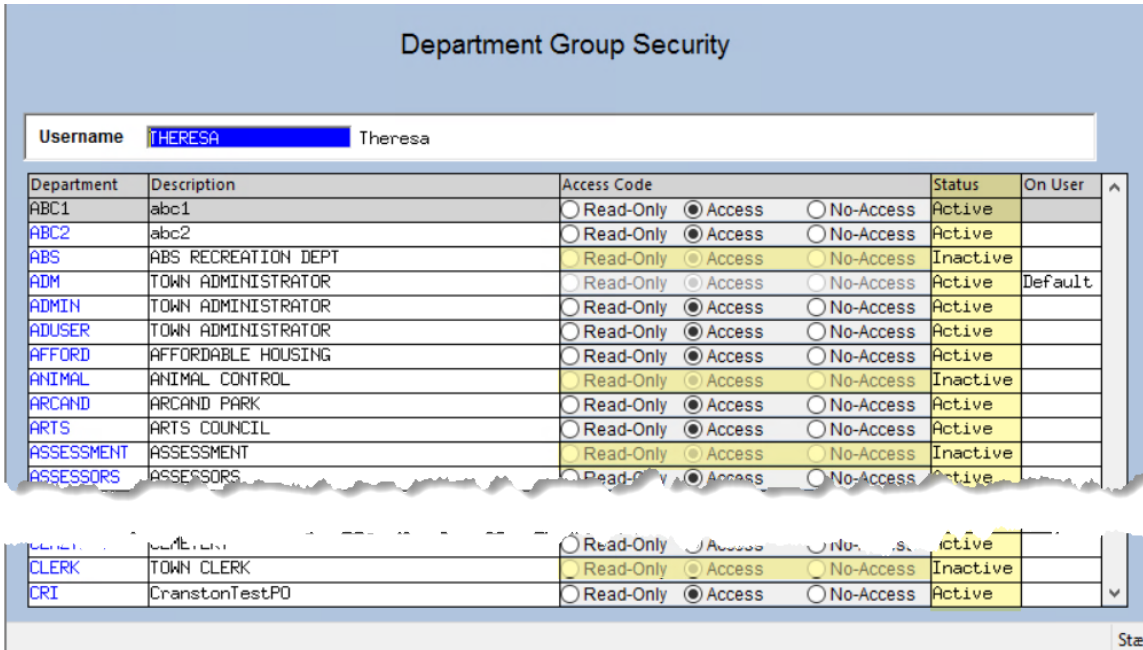 Department Group Security
Username THERESA Theresa
Department Description Access Code Status On User
ABC1 abc1 Read-Only Access No-Access Active
ABC2 abc2 Read-Only Access No-Access Active
ABS ABS RECREATION DEPT Read-Only Access No-Access Inactive
ADM TOWN ADMINISTRATOR Read-Only Access No-Access Active Default
ADMIN TOWN ADMINISTRATOR Read-Only Access No-Access Active
ADUSER TOWN ADMINISTRATOR Read-Only Access No-Access Active
AFFORD AFFORDABLE HOUSING Read-Only Access No-Access Active
ANIMAL ANIMAL CONTROL Read-Only Access No-Access Inactive
ARCAND ARCAND PARK Read-Only Access No-Access Active
ARTS ARTS COUNCIL Read-Only Access No-Access Active
ASSESSMENT ASSESSMENT Read-Only Access No-Access Inactive
ASSESSORS ASSESSORS Read-Only Access No-Access Active
Read-Only Access Active
CLERK TOWN CLERK Read-Only Access No-Access Inactive
CRI CranstonTestPO Read-Only Access No-Access Active